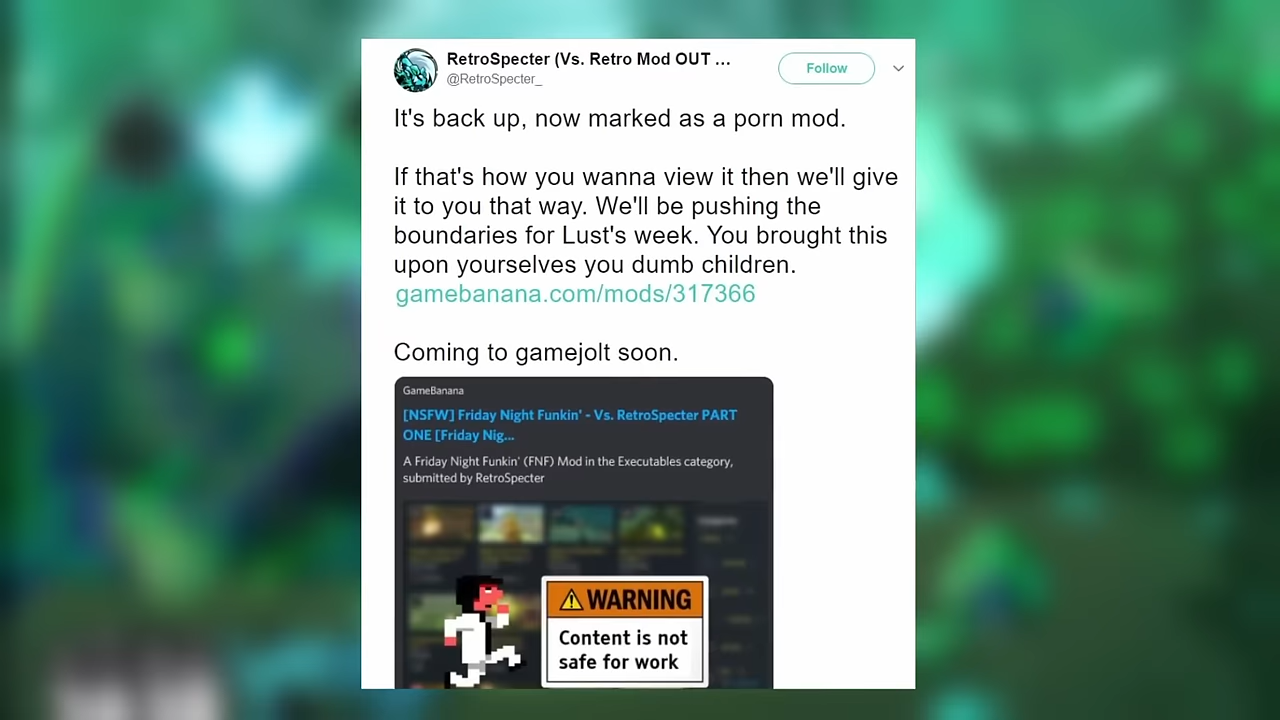 RetroSpecter (Vs. Retro Mod OUT ...
@RetroSpecter_
Follow
It's back up, now marked as a porn mod.
If that's how you wanna view it then we'll give
it to you that way. We'll be pushing the
boundaries for Lust's week. You brought this
upon yourselves you dumb children.
gamebanana.com/mods/317366
Coming to gamejolt soon.
GameBanana
[NSFW] Friday Night Funkin' - Vs. RetroSpecter PART
ONE [Friday Nig...
A Friday Night Funkin' (FNF) Mod in the Executables category,
submitted by RetroSpecter
WARNING
Content is not
safe for work